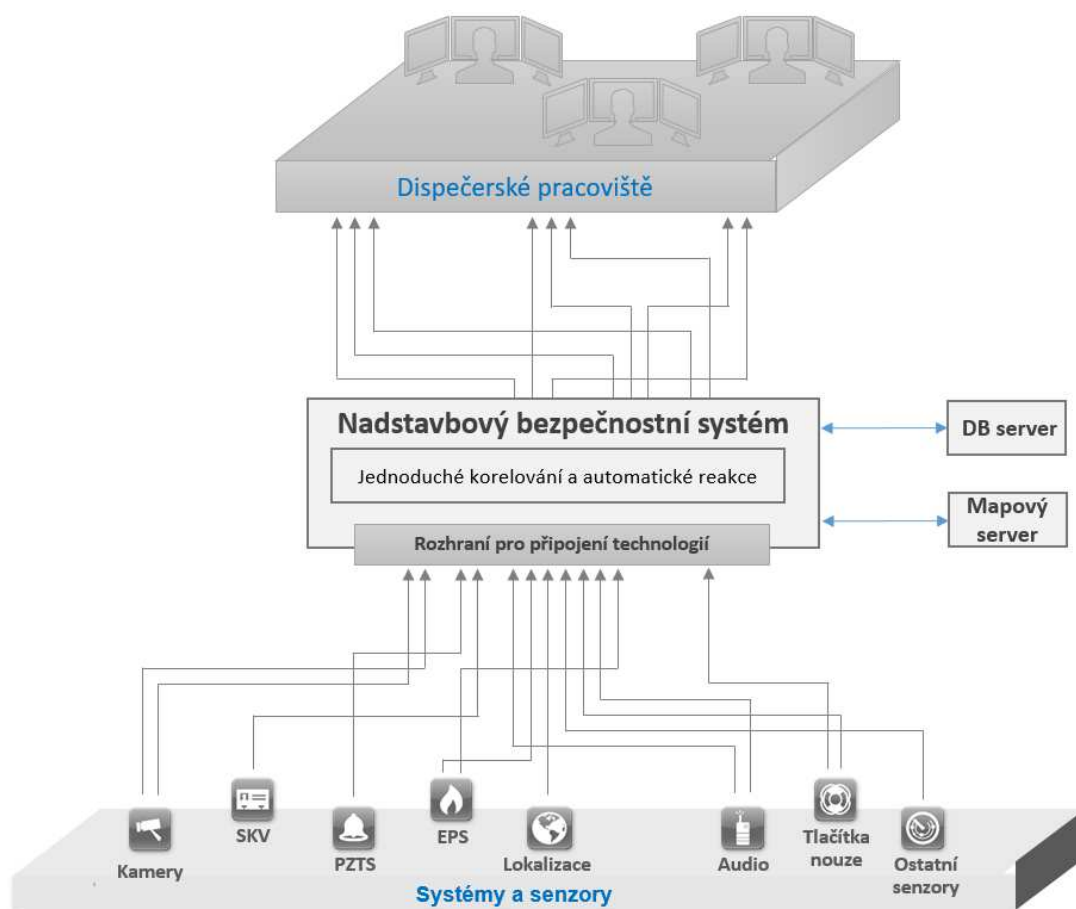 Dispečerské pracoviště
Nadstavbový bezpečnostní systém
Jednoduché korelování a automatické reakce
Rozhraní pro připojení technologií
DB server
Mapový
server
Kamery
SKV
PZTS
EPS
Lokalizace
Audio
Tlačítka
nouze
Ostatní
senzory
Systémy a senzory